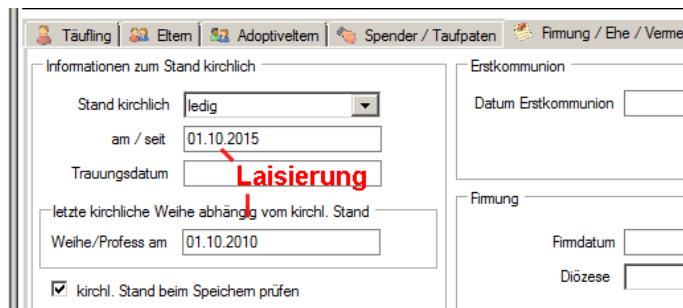 Täufling Eltern Adoptiveltern Spender / Taufpaten Firmung / Ehe / Verme
Informationen zum Stand kirchlich
Stand kirchlich ledig
am / seit 01.10.2015
Trauungsdatum
Laisierung
letzte kirchliche Weihe abhängig vom kirchl. Stand
Weihe/Profess am 01.10.2010
kirchl. Stand beim Speichern prüfen
Erstkommunion
Datum Erstkommunion
Firmung
Firmdatum
Diözese